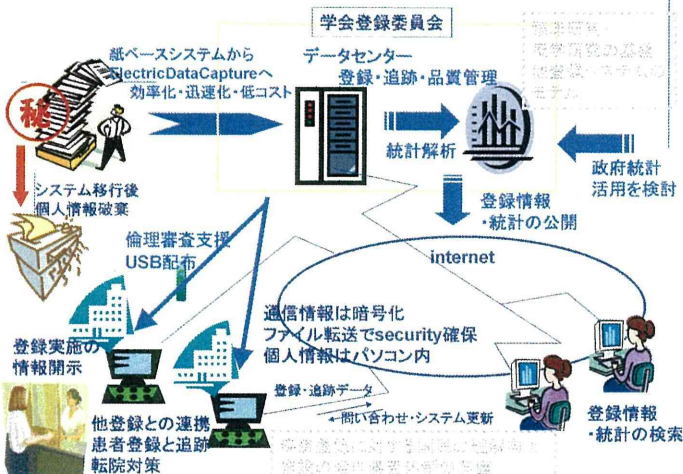 学会登録委員会
紙ベースシステムから
ElectricDataCaptureへ
効率化・迅速化・低コスト
データセンター
登録・追跡・品質管理
秘
統計解析
政府統計
活用を検討
システム移行後
個人情報破棄
登録情報
・統計の公開
倫理審査支援
USB配布
internet
通信情報は暗号化
ファイル転送でsecurity確保
個人情報はパソコン内
登録実施の
情報開示
登録・追跡データ
問い合わせ・システム更新
他登録との連携
患者登録と追跡
転院対策
登録情報
・統計の検索